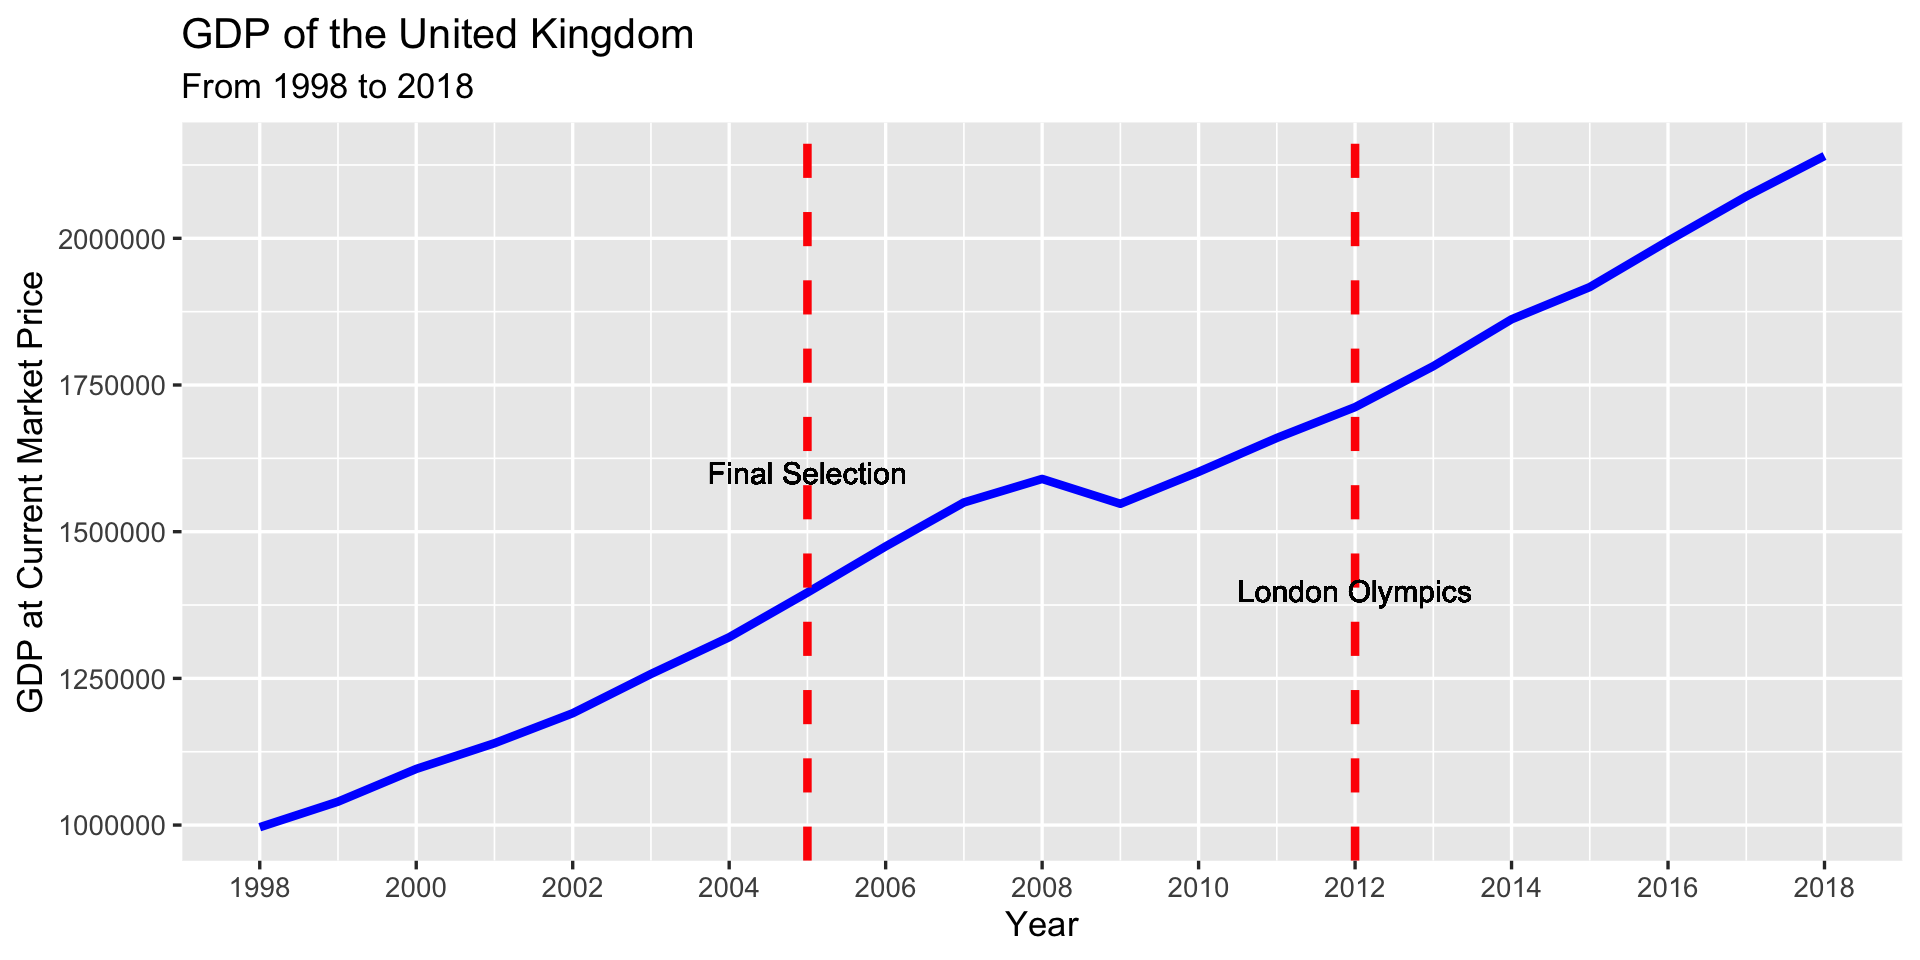 GDP of the United Kingdom
From 1998 to 2018
GDP at Current Market Price
2000000
1750000
1500000
1250000
1000000
Final Selection
London Olympics
1998 2000 2002 2004 2006 2008 2010 2012 2014 2016 2018
Year